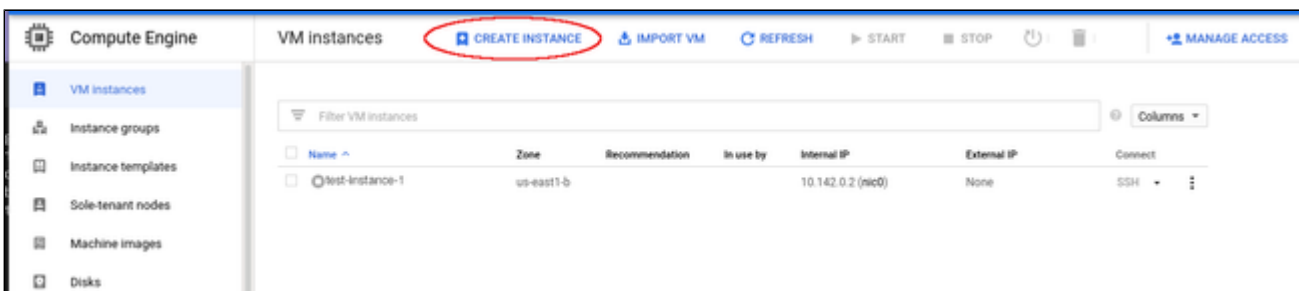 Compute Engine
VM instances
CREATE INSTANCE
IMPORT VM
REFRESH
START
STOP
MANAGE ACCESS
VM instances
Instance groups
Instance templates
Sole-tenant nodes
Machine images
Disks
Filter VM instances
Columns
Name Zone Recommendation In use by Internal IP External IP Connect
test-instance-1 us-east1-b 10.142.0.2 (nic0) None SSH